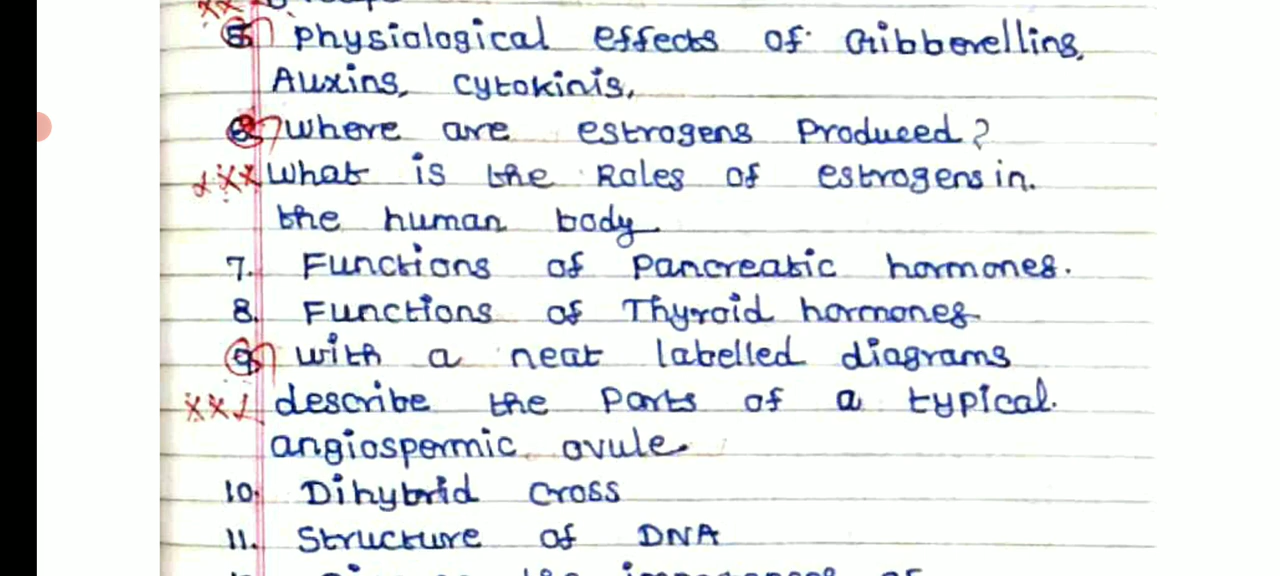 5) Physiological effects of Gibberellins,
Auxins, Cytokinis,
6) Where are estrogens Produced?
xxx What is the Roles of estrogens in.
the human body.
7. Functions of Pancreatic hormones.
8. Functions of Thyroid hormones.
9) with a neat labelled diagrams
xxx describe the Parts of a typical.
angiospermic ovule.
10. Dihybrid Cross
11. Structure of DNA